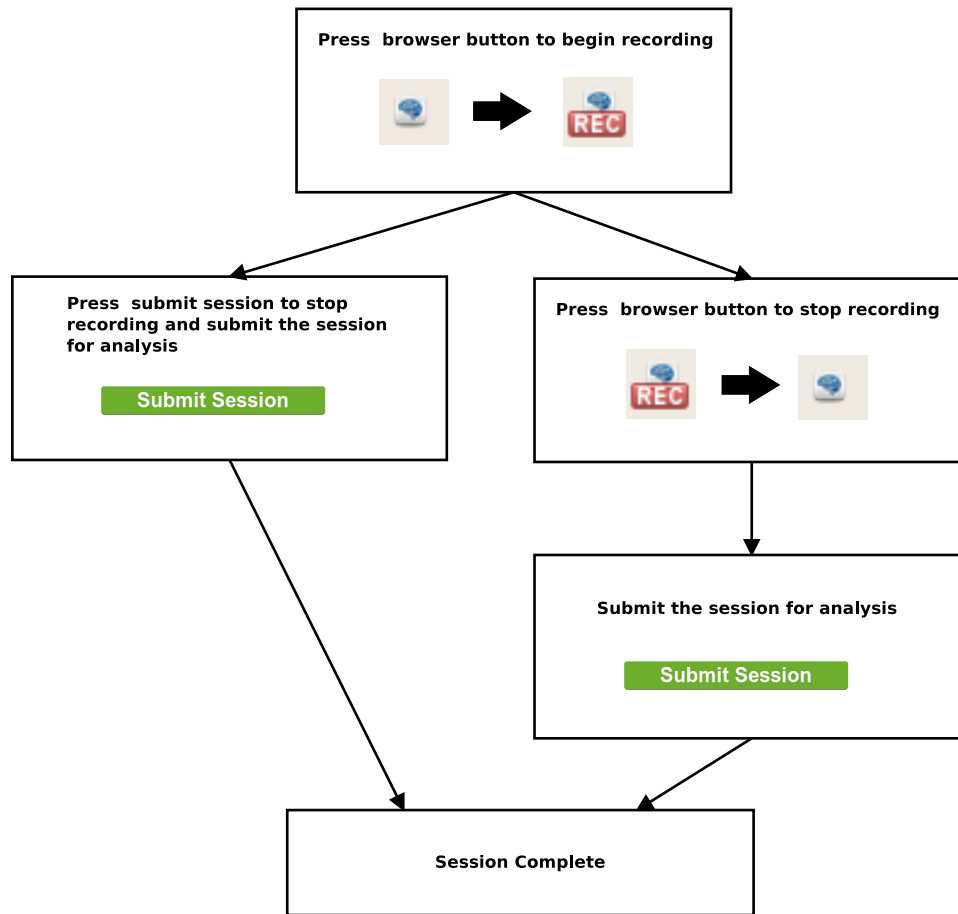 Press  browser button to begin recording
REC
Press  submit session to stop
recording and submit the session
for analysis
Submit Session
Press  browser button to stop recording
REC
Submit the session for analysis
Submit Session
Session Complete